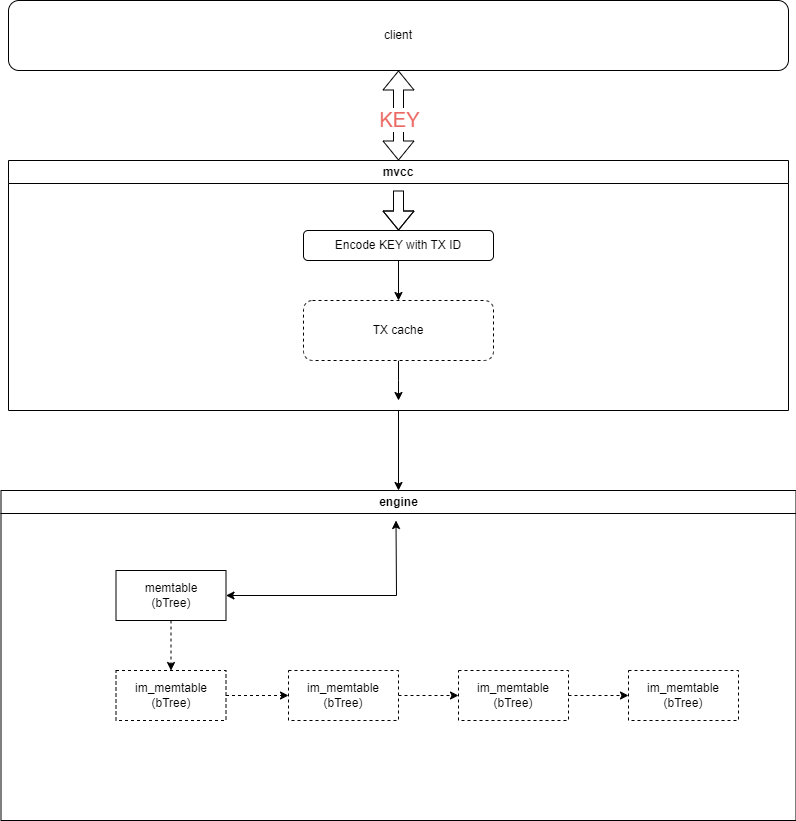 client
KEY
mvcc
Encode KEY with TX ID
TX cache
engine
memtable
(bTree)
im_memtable
(bTree)
im_memtable
(bTree)
im_memtable
(bTree)
im_memtable
(bTree)